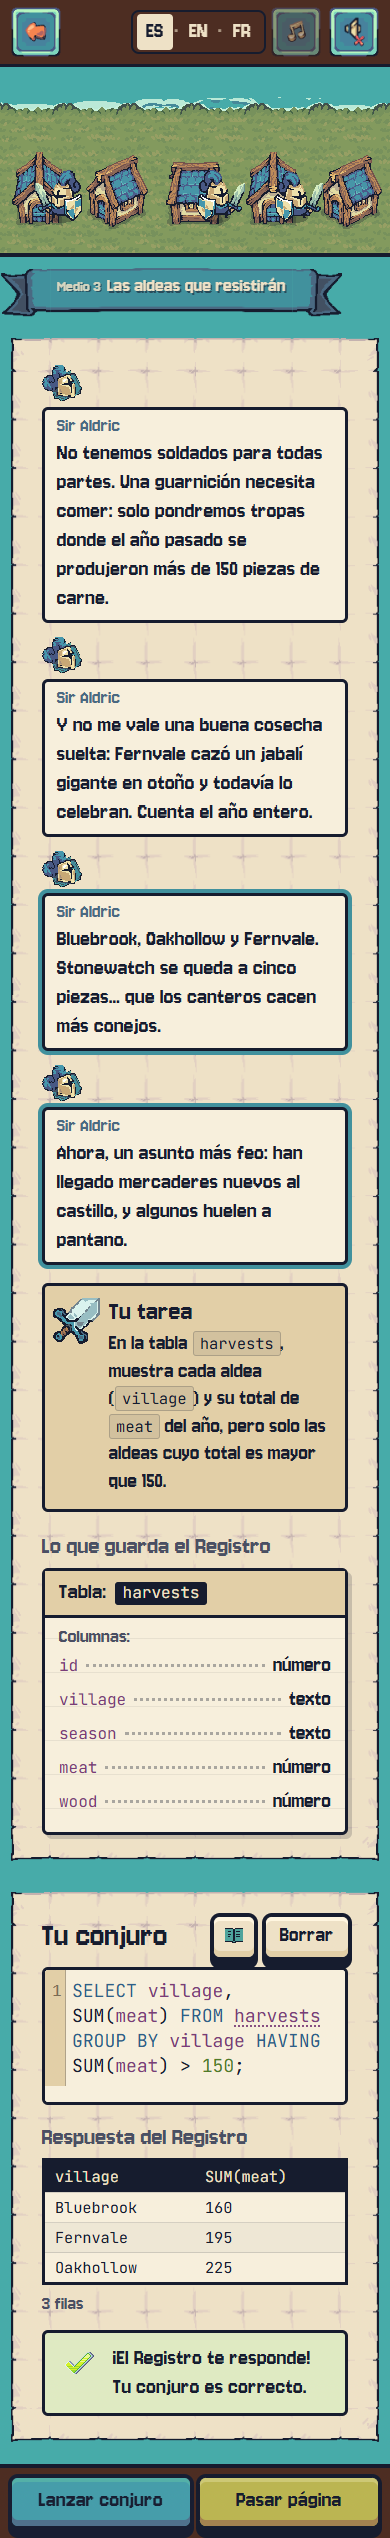 ES · EN · FR
Medio 3 Las aldeas que resistirán
Sir Aldric
No tenemos soldados para todas
partes. Una guarnición necesita
comer: solo pondremos tropas
donde el año pasado se
produjeron más de 150 piezas de
carne.
Sir Aldric
Y no me vale una buena cosecha
suelta: Fernvale cazó un jabalí
gigante en otoño y todavía lo
celebran. Cuenta el año entero.
Sir Aldric
Bluebrook, Oakhollow y Fernvale.
Stonewatch se queda a cinco
piezas... que los canteros cacen
más conejos.
Sir Aldric
Ahora, un asunto más feo: han
llegado mercaderes nuevos al
castillo, y algunos huelen a
pantano.
Tu tarea
En la tabla harvests,
muestra cada aldea
(village) y su total de
meat del año, pero solo las
aldeas cuyo total es mayor
que 150.
Lo que guarda el Registro
Tabla: harvests
Columnas:
id número
village texto
season texto
meat número
wood número
Tu conjuro
Borrar
1 SELECT village,
SUM(meat) FROM harvests
GROUP BY village HAVING
SUM(meat) > 150;
Respuesta del Registro
village SUM(meat)
Bluebrook 160
Fernvale 195
Oakhollow 225
3 filas
¡El Registro te responde!
Tu conjuro es correcto.
Lanzar conjuro
Pasar página